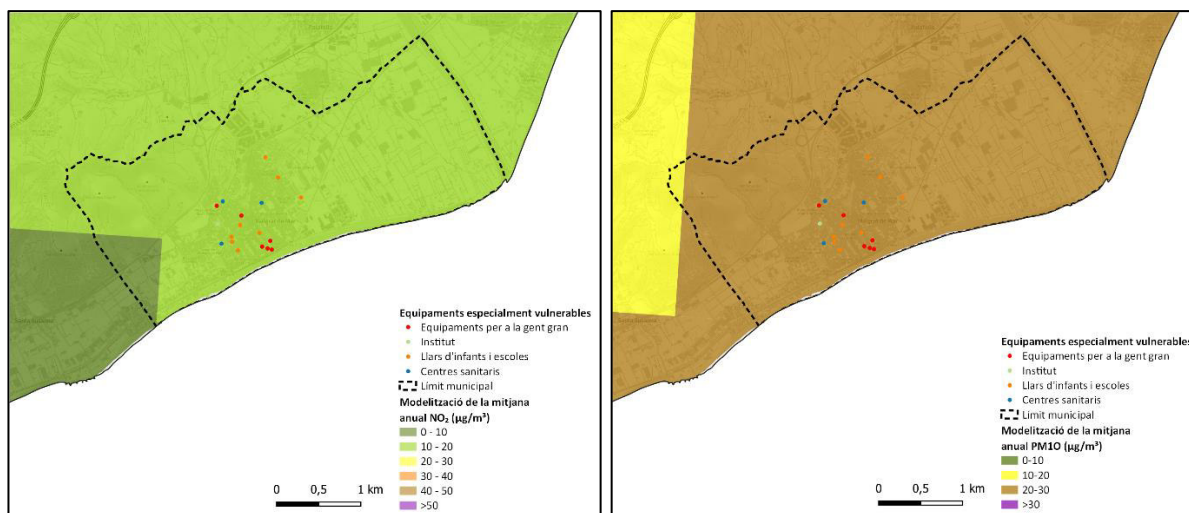 Equipaments especialment vulnerables
Equipaments per a la gent gran
Institut
Llars d'infants i escoles
Centres sanitaris
Límit municipal
Modelització de la mitjana
anual NO₂ (µg/m³)
0 - 10
10 - 20
20 - 30
30 - 40
40 - 50
>50
0 0,5 1 km
Equipaments especialment vulnerables
Equipaments per a la gent gran
Institut
Llars d'infants i escoles
Centres sanitaris
Límit municipal
Modelització de la mitjana
anual PM10 (µg/m³)
0-10
10-20
20-30
>30
0 0,5 1 km